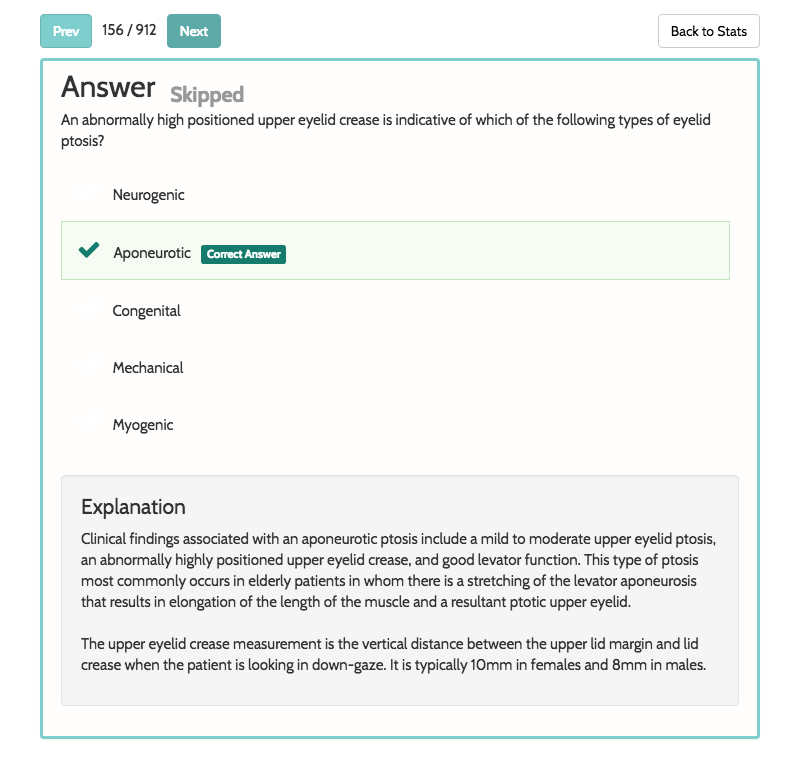 Prev 156 / 912 Next Back to Stats
Answer Skipped
An abnormally high positioned upper eyelid crease is indicative of which of the following types of eyelid
ptosis?
Neurogenic
Aponeurotic Correct Answer
Congenital
Mechanical
Myogenic
Explanation
Clinical findings associated with an aponeurotic ptosis include a mild to moderate upper eyelid ptosis,
an abnormally highly positioned upper eyelid crease, and good levator function. This type of ptosis
most commonly occurs in elderly patients in whom there is a stretching of the levator aponeurosis
that results in elongation of the length of the muscle and a resultant ptotic upper eyelid.
The upper eyelid crease measurement is the vertical distance between the upper lid margin and lid
crease when the patient is looking in down-gaze. It is typically 10mm in females and 8mm in males.